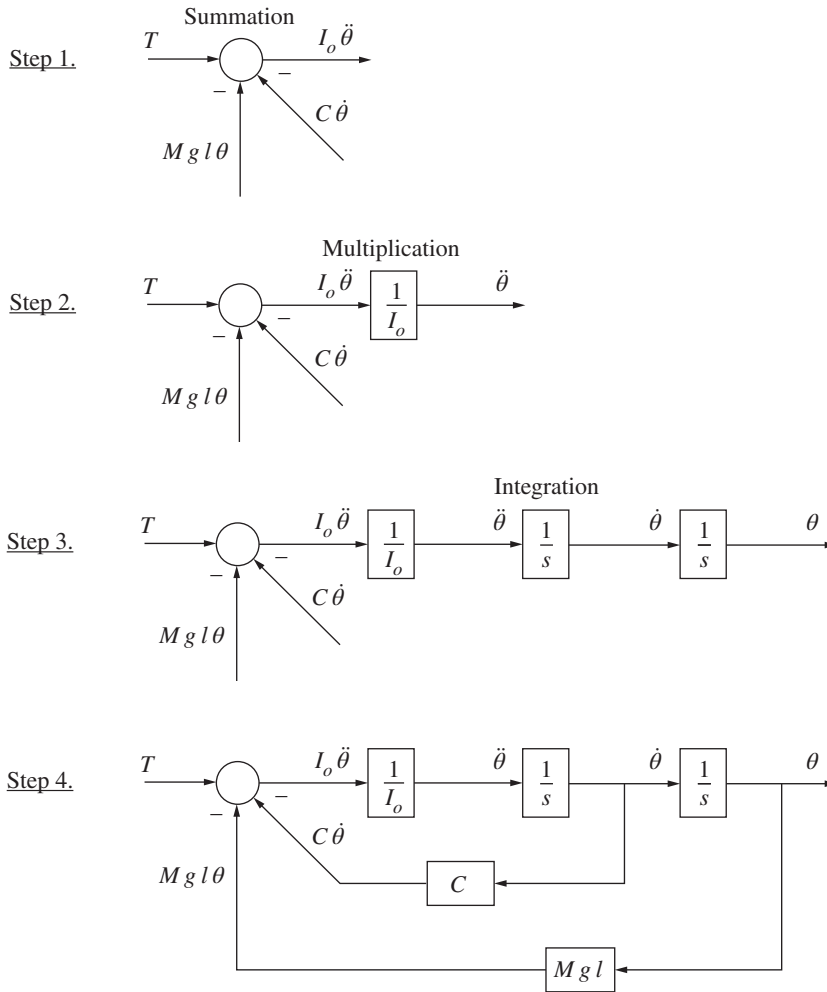 Summation
Step 1.
T
I_o θ̈
−
−
C θ̇
M g l θ
Multiplication
Step 2.
T
I_o θ̈
1
I_o
θ̈
−
−
C θ̇
M g l θ
Integration
Step 3.
T
I_o θ̈
1
I_o
θ̈
1
s
θ̇
1
s
θ
−
−
C θ̇
M g l θ
Step 4.
T
I_o θ̈
1
I_o
θ̈
1
s
θ̇
1
s
θ
−
−
C θ̇
M g l θ
C
M g l